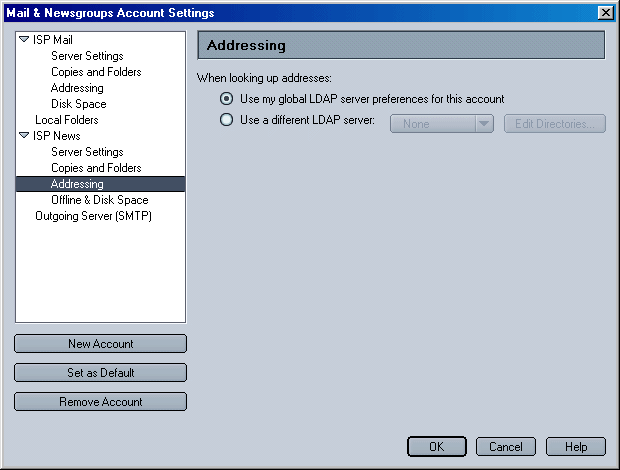 Mail & Newsgroups Account Settings
ISP Mail
Server Settings
Copies and Folders
Addressing
Disk Space
Local Folders
ISP News
Server Settings
Copies and Folders
Addressing
Offline & Disk Space
Outgoing Server (SMTP)
New Account
Set as Default
Remove Account
Addressing
When looking up addresses:
Use my global LDAP server preferences for this account
Use a different LDAP server: None Edit Directories...
OK Cancel Help